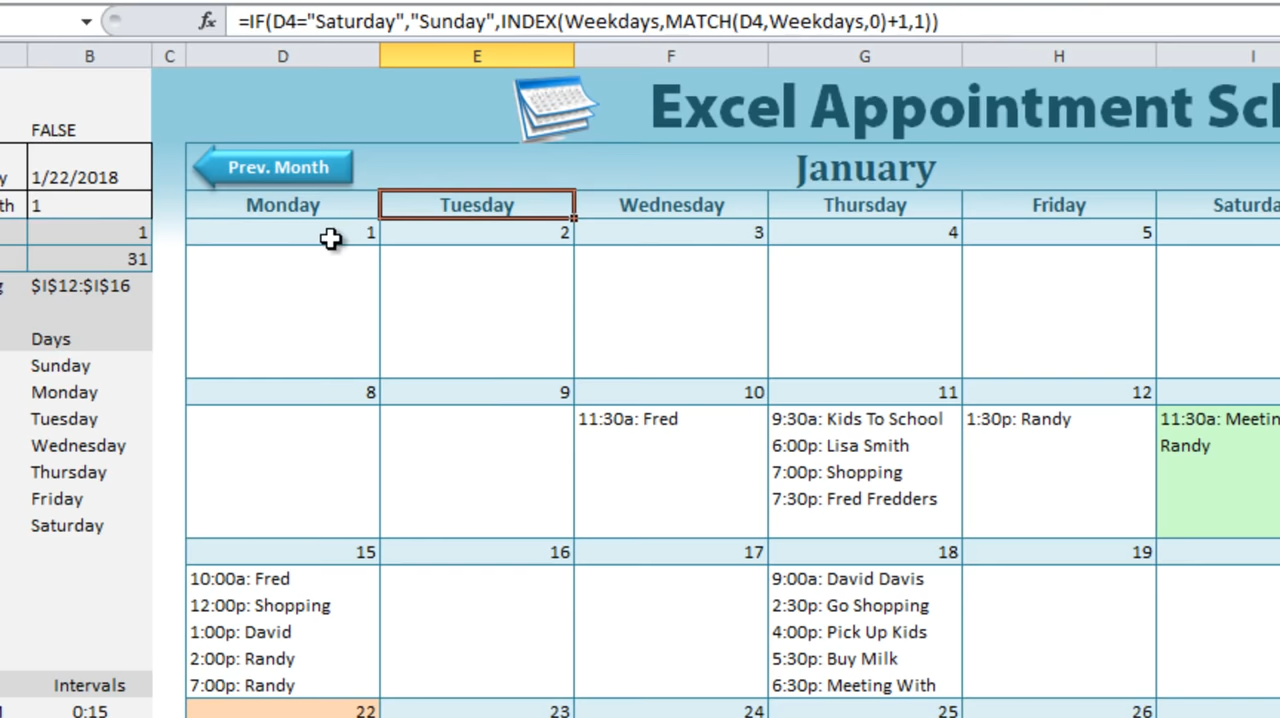 fx =IF(D4="Saturday","Sunday",INDEX(Weekdays,MATCH(D4,Weekdays,0)+1,1))
B C D E F G H I
Excel Appointment Sc
FALSE
Prev. Month January
y 1/22/2018
th 1 Monday Tuesday Wednesday Thursday Friday Saturda
1 1 2 3 4 5
31
g $I$12:$I$16
Days
Sunday
Monday 8 9 10 11 12
Tuesday 11:30a: Fred 9:30a: Kids To School 1:30p: Randy 11:30a: Meetin
Wednesday 6:00p: Lisa Smith Randy
Thursday 7:00p: Shopping
Friday 7:30p: Fred Fredders
Saturday
15 16 17 18 19
10:00a: Fred 9:00a: David Davis
12:00p: Shopping 2:30p: Go Shopping
1:00p: David 4:00p: Pick Up Kids
2:00p: Randy 5:30p: Buy Milk
Intervals 7:00p: Randy 6:30p: Meeting With
0:15 22 23 24 25 26